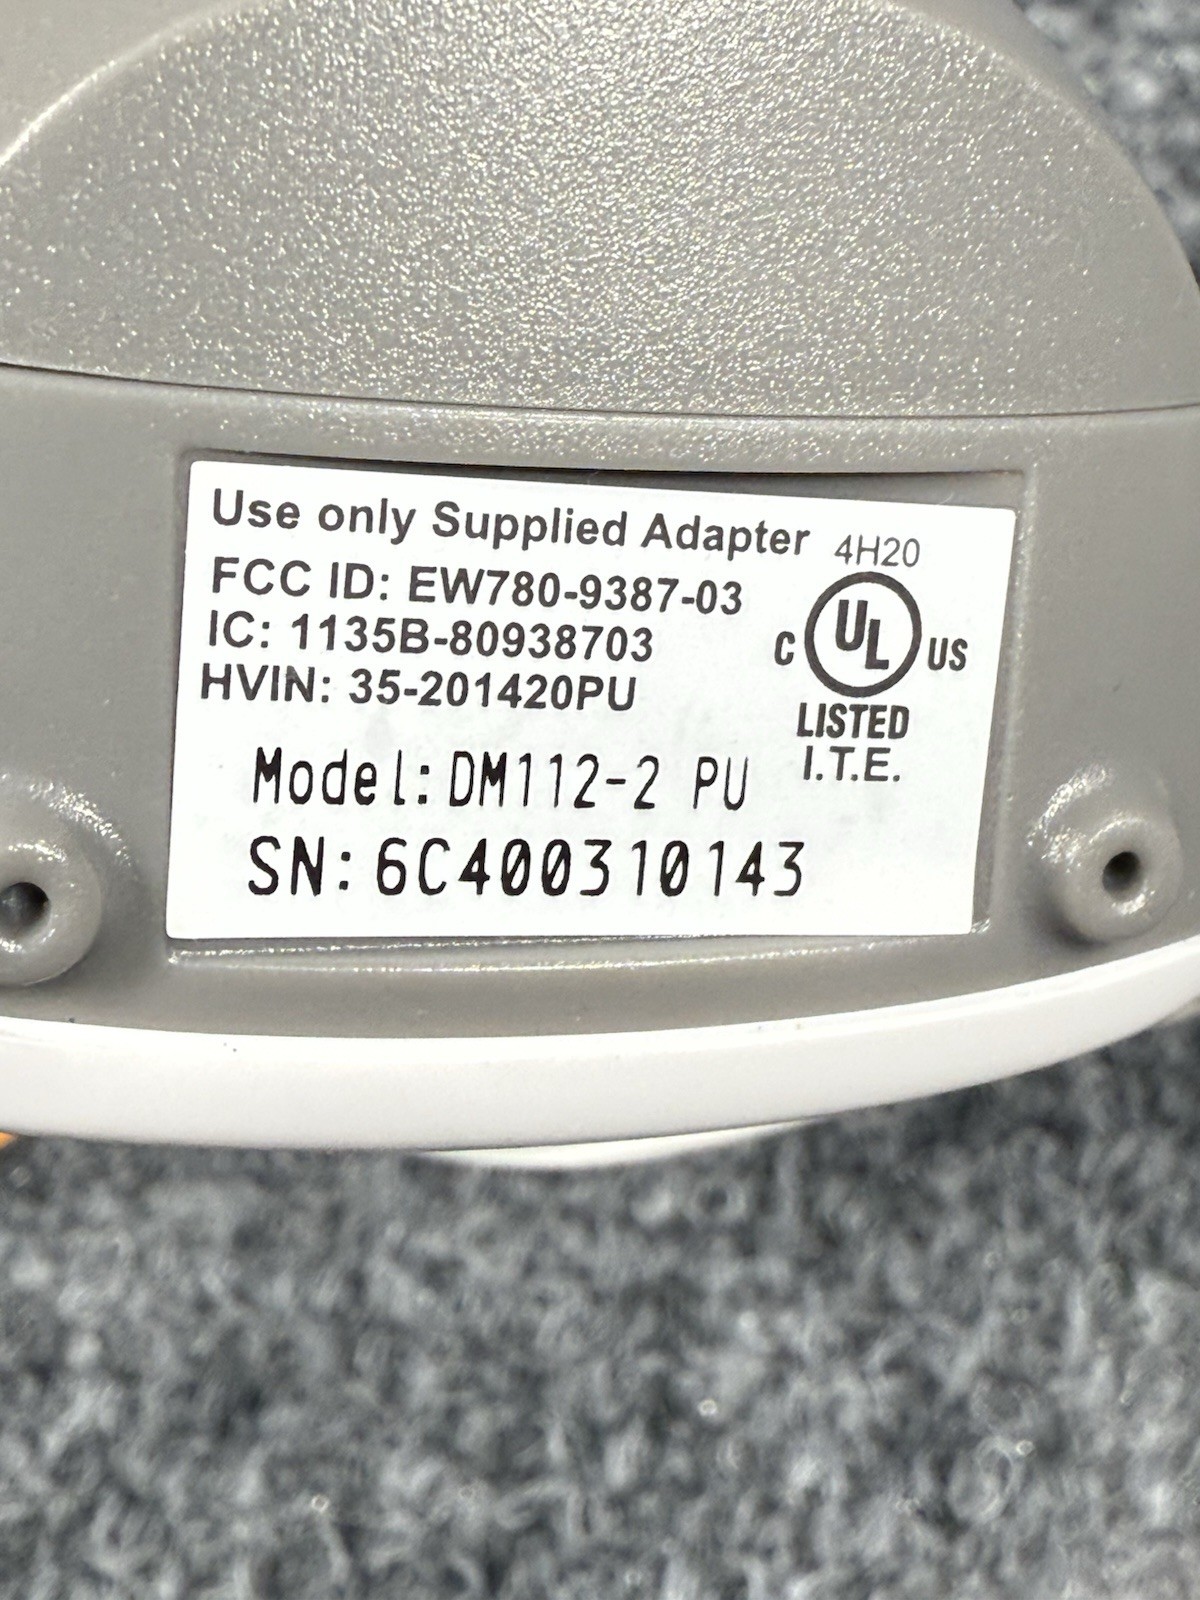 Use only Supplied Adapter
FCC ID: EW780-9387-03
IC: 1135B-80938703
HVIN: 35-201420PU
4H20
C UL US
LISTED
I.T.E.
Model: DM112-2 PU
SN: 6C400310143